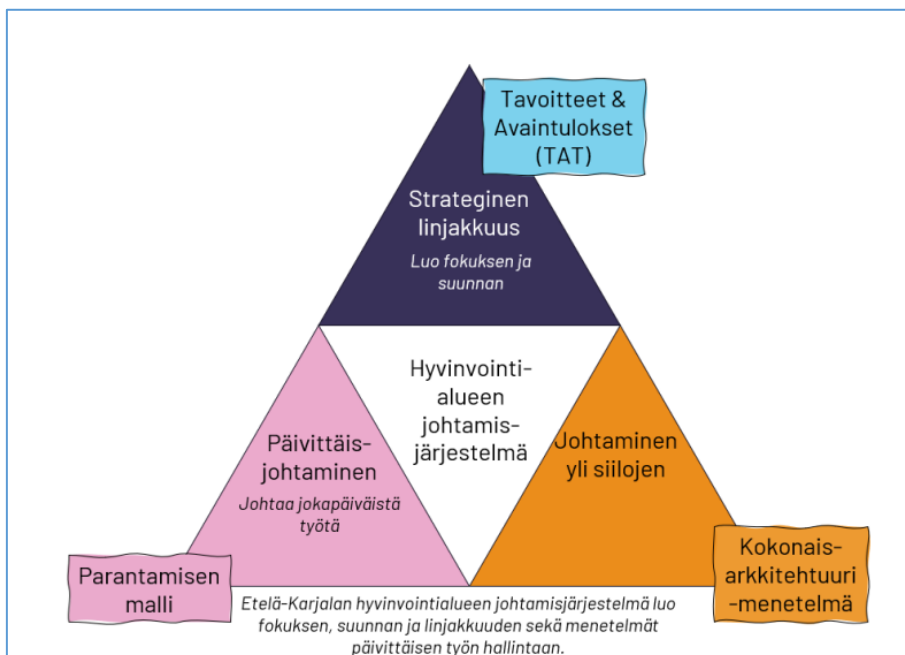 Tavoitteet &
Avaintulokset
(TAT)
Strateginen
linjakkuus
Luo fokuksen ja
suunnan
Hyvinvointi-
alueen
johtamis-
järjestelmä
Päivittäis-
johtaminen
Johtaa jokapäiväistä
työtä
Johtaminen
yli siilojen
Parantamisen
malli
Kokonais-
arkkitehtuuri
-menetelmä
Etelä-Karjalan hyvinvointialueen johtamisjärjestelmä luo
fokuksen, suunnan ja linjakkuuden sekä menetelmät
päivittäisen työn hallintaan.